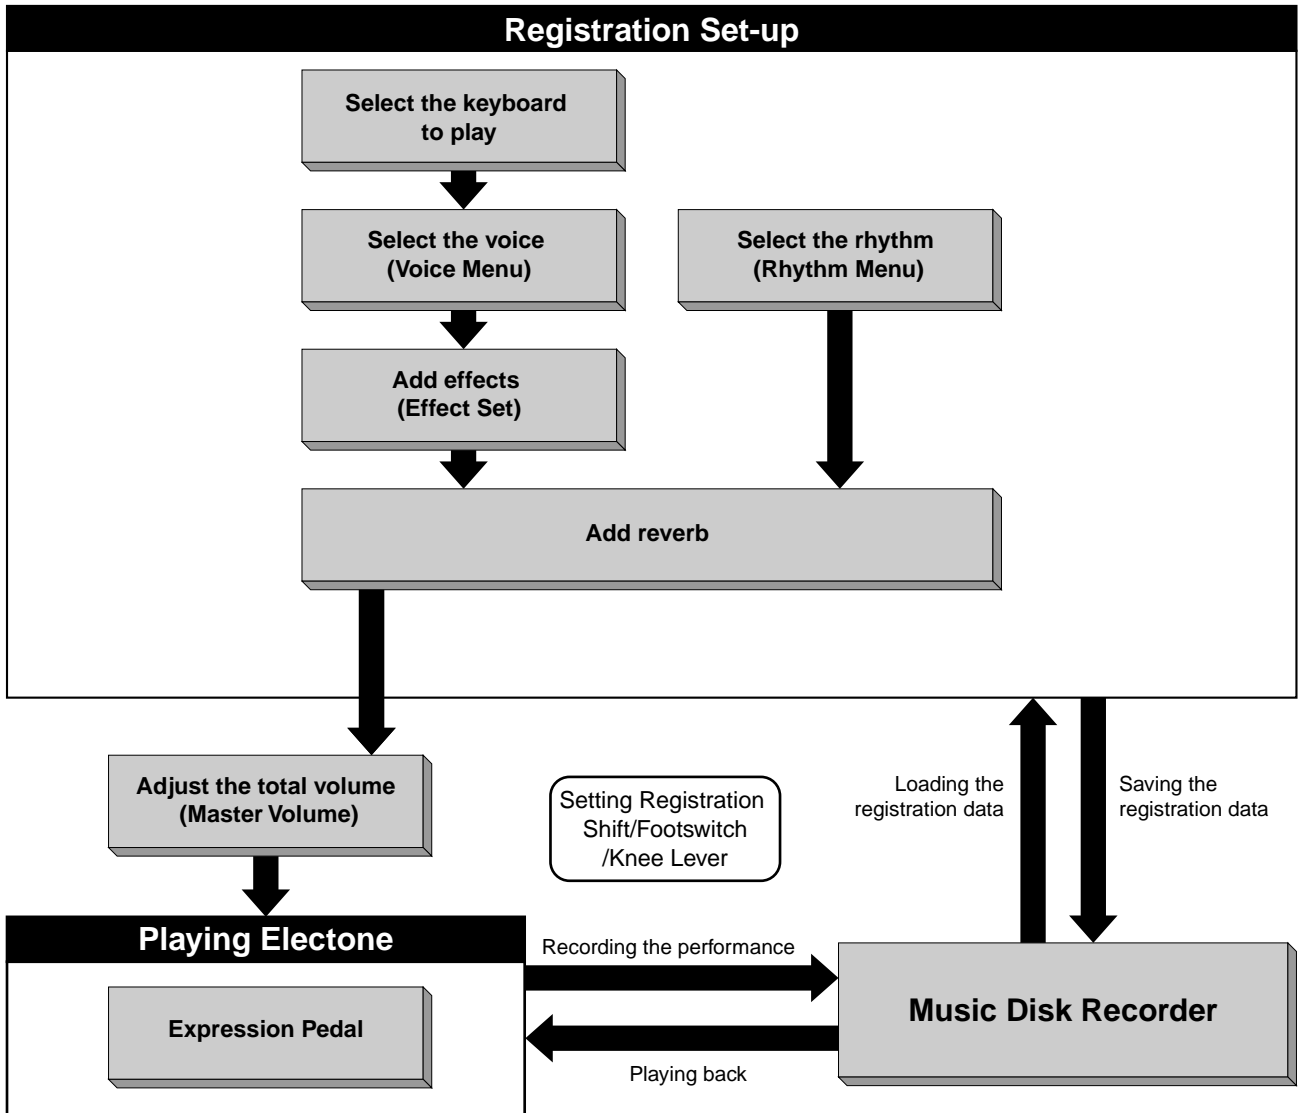 Registration Set-up
Select the keyboard
to play
Select the voice
(Voice Menu)
Select the rhythm
(Rhythm Menu)
Add effects
(Effect Set)
Add reverb
Adjust the total volume
(Master Volume)
Setting Registration
Shift/Footswitch
/Knee Lever
Loading the
registration data
Saving the
registration data
Playing Electone
Expression Pedal
Recording the performance
Playing back
Music Disk Recorder